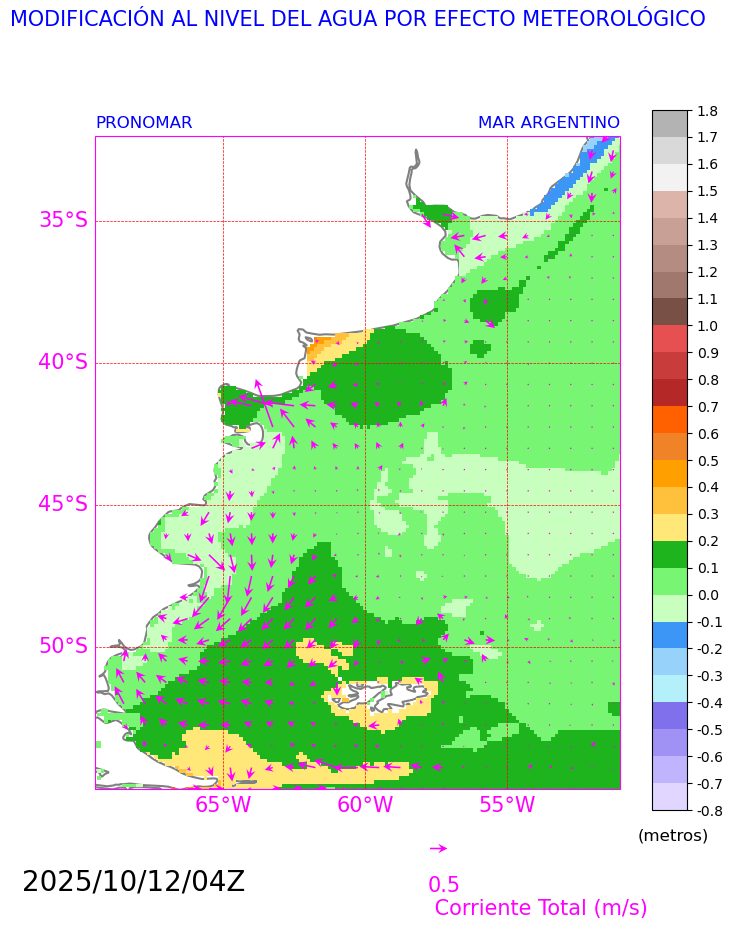 MODIFICACIÓN AL NIVEL DEL AGUA POR EFECTO METEOROLÓGICO
PRONOMAR MAR ARGENTINO
35°S
40°S
45°S
50°S
65°W 60°W 55°W
1.8
1.7
1.6
1.5
1.4
1.3
1.2
1.1
1.0
0.9
0.8
0.7
0.6
0.5
0.4
0.3
0.2
0.1
0.0
-0.1
-0.2
-0.3
-0.4
-0.5
-0.6
-0.7
-0.8
(metros)
2025/10/12/04Z
0.5
Corriente Total (m/s)